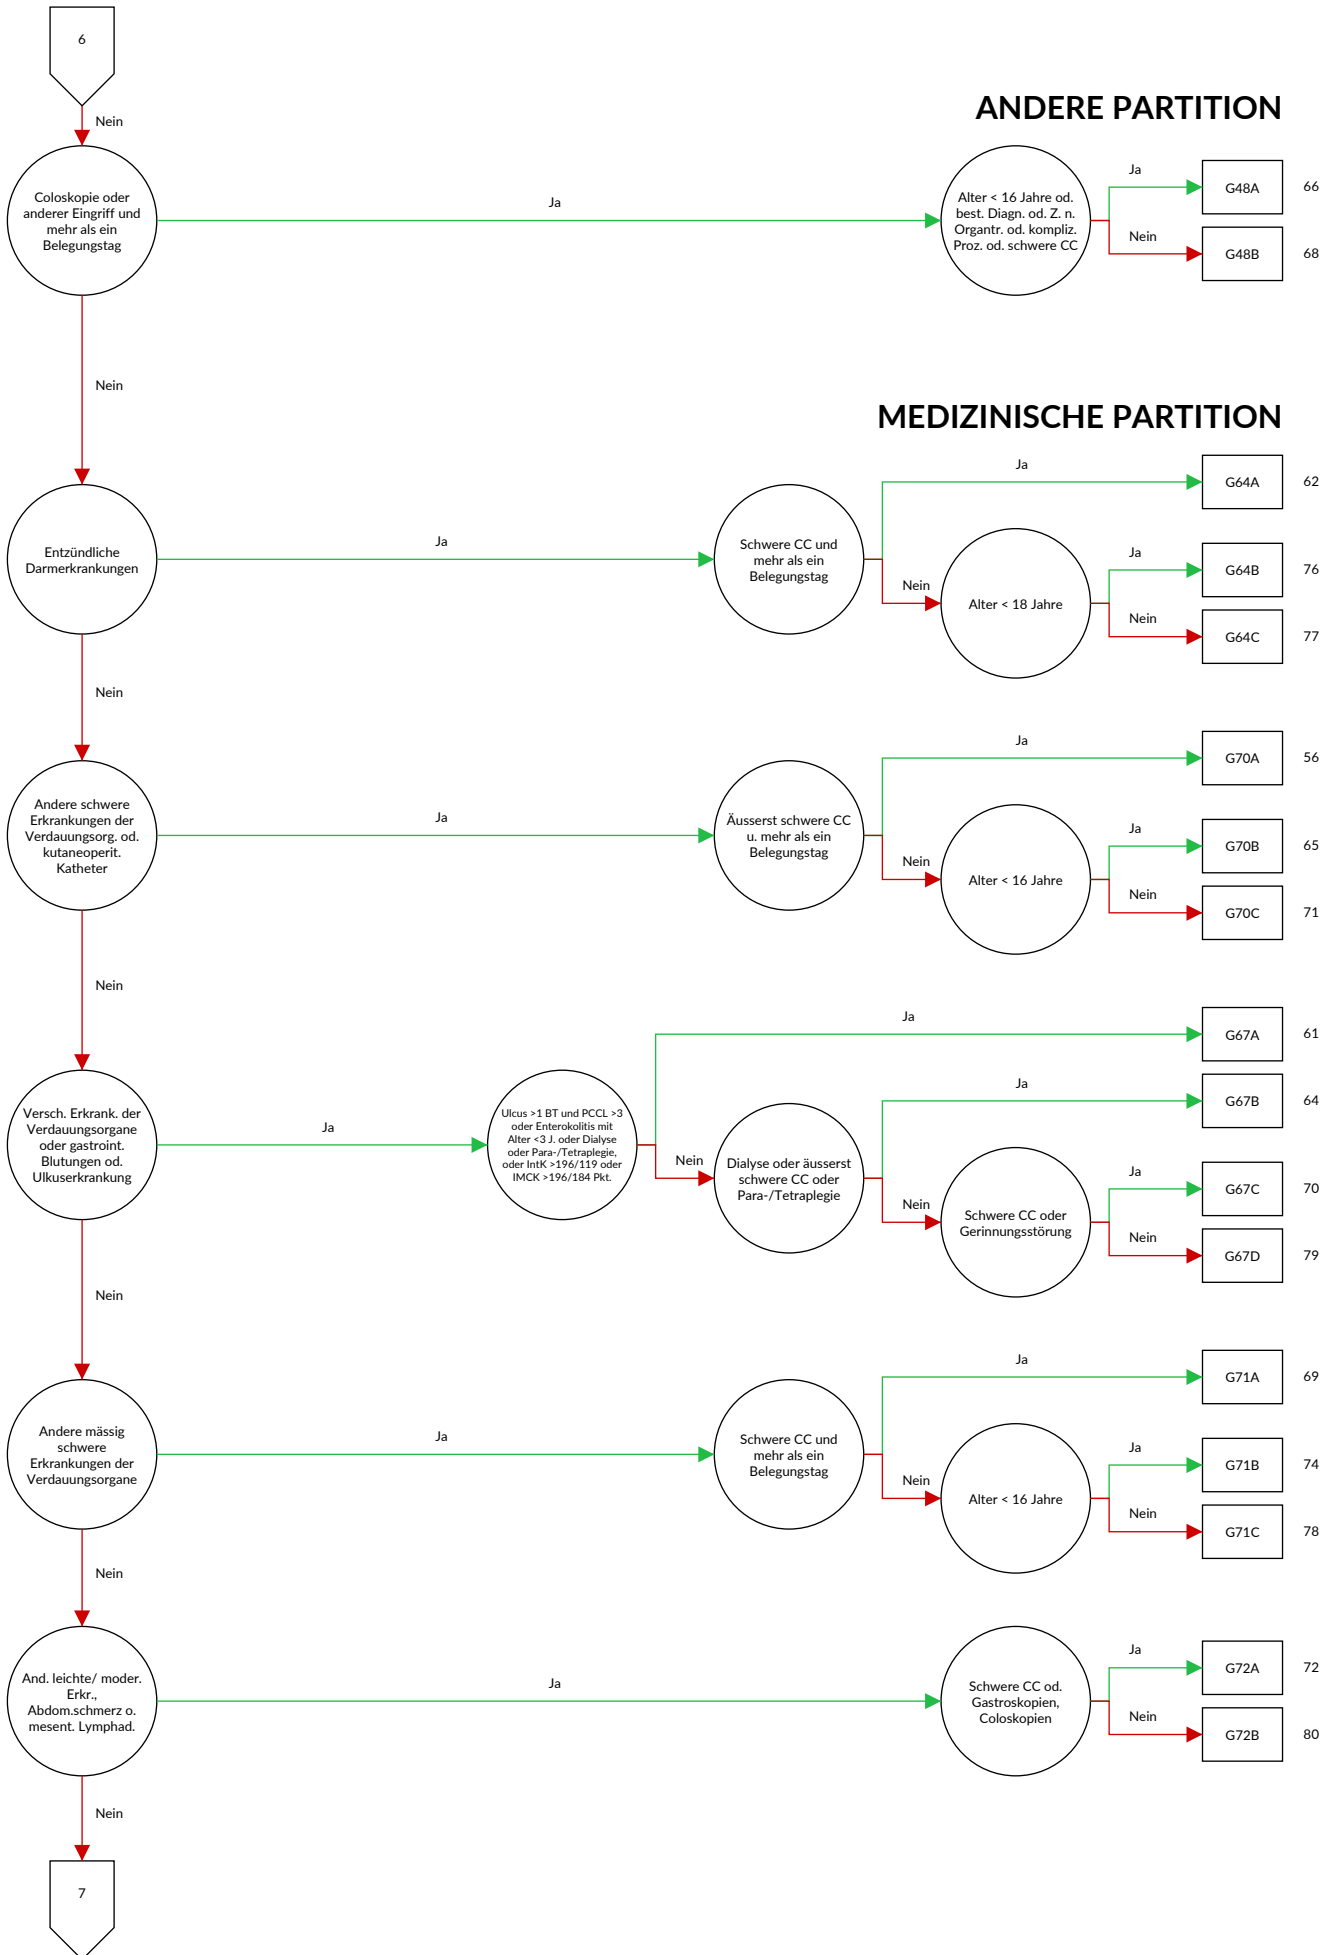 6
Nein
ANDERE PARTITION
Coloskopie oder
anderer Eingriff und
mehr als ein
Belegungstag
Ja
Alter < 16 Jahre od.
best. Diagn. od. Z. n.
Organtr. od. kompliz.
Proz. od. schwere CC
Ja
G48A
66
Nein
G48B
68
Nein
MEDIZINISCHE PARTITION
Entzündliche
Darmerkrankungen
Ja
Schwere CC und
mehr als ein
Belegungstag
Ja
G64A
62
Nein
Alter < 18 Jahre
Ja
G64B
76
Nein
G64C
77
Nein
Andere schwere
Erkrankungen der
Verdauungsorg. od.
kutaneoperit.
Katheter
Ja
Äusserst schwere CC
u. mehr als ein
Belegungstag
Ja
G70A
56
Nein
Alter < 16 Jahre
Ja
G70B
65
Nein
G70C
71
Nein
Versch. Erkrank. der
Verdauungsorgane
oder gastroint.
Blutungen od.
Ulkuserkrankung
Ja
Ulcus >1 BT und PCCL >3
oder Enterokolitis mit
Alter <3 J. oder Dialyse
oder Para-/Tetraplegie,
oder IntK >196/119 oder
IMCK >196/184 Pkt.
Ja
G67A
61
Nein
Dialyse oder äusserst
schwere CC oder
Para-/Tetraplegie
Ja
G67B
64
Nein
Schwere CC oder
Gerinnungsstörung
Ja
G67C
70
Nein
G67D
79
Nein
Andere mässig
schwere
Erkrankungen der
Verdauungsorgane
Ja
Schwere CC und
mehr als ein
Belegungstag
Ja
G71A
69
Nein
Alter < 16 Jahre
Ja
G71B
74
Nein
G71C
78
Nein
And. leichte/ moder.
Erkr.,
Abdom.schmerz o.
mesent. Lymphad.
Ja
Schwere CC od.
Gastroskopien,
Coloskopien
Ja
G72A
72
Nein
G72B
80
Nein
7